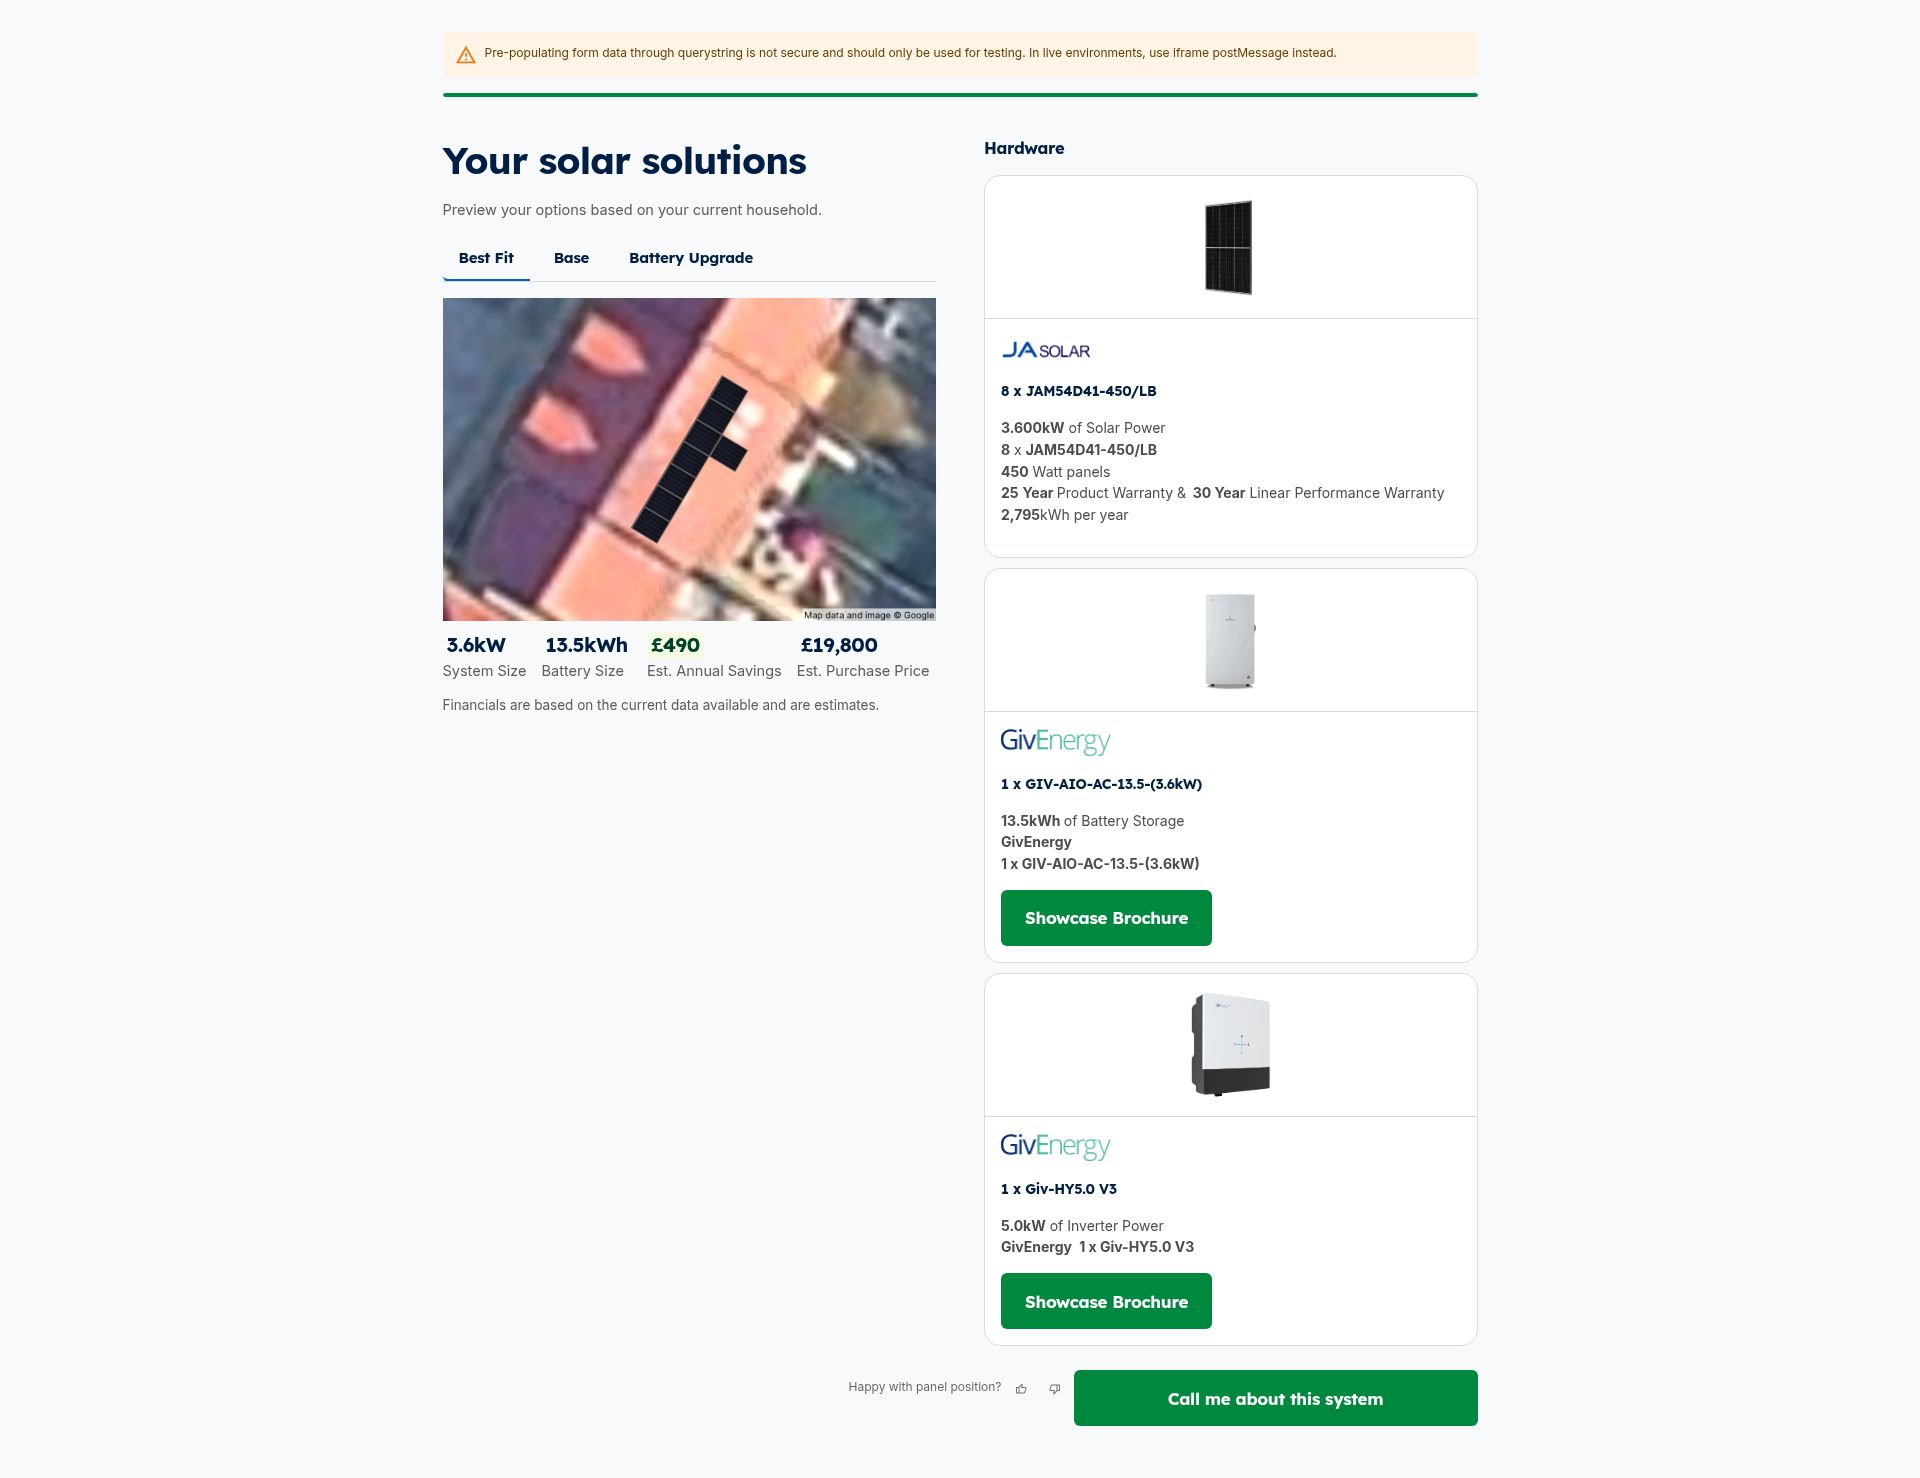 Pre-populating form data through querystring is not secure and should only be used for testing. In live environments, use iframe postMessage instead.
Your solar solutions
Preview your options based on your current household.
Best Fit
Base
Battery Upgrade
Map data and image © Google
3.6kW
System Size
13.5kWh
Battery Size
£490
Est. Annual Savings
£19,800
Est. Purchase Price
Financials are based on the current data available and are estimates.
Hardware
JA SOLAR
8 x JAM54D41-450/LB
3.600kW of Solar Power
8 x JAM54D41-450/LB
450 Watt panels
25 Year Product Warranty & 30 Year Linear Performance Warranty
2,795kWh per year
GivEnergy
1 x GIV-AIO-AC-13.5-(3.6kW)
13.5kWh of Battery Storage
GivEnergy
1 x GIV-AIO-AC-13.5-(3.6kW)
Showcase Brochure
GivEnergy
1 x Giv-HY5.0 V3
5.0kW of Inverter Power
GivEnergy 1 x Giv-HY5.0 V3
Showcase Brochure
Happy with panel position?
Call me about this system